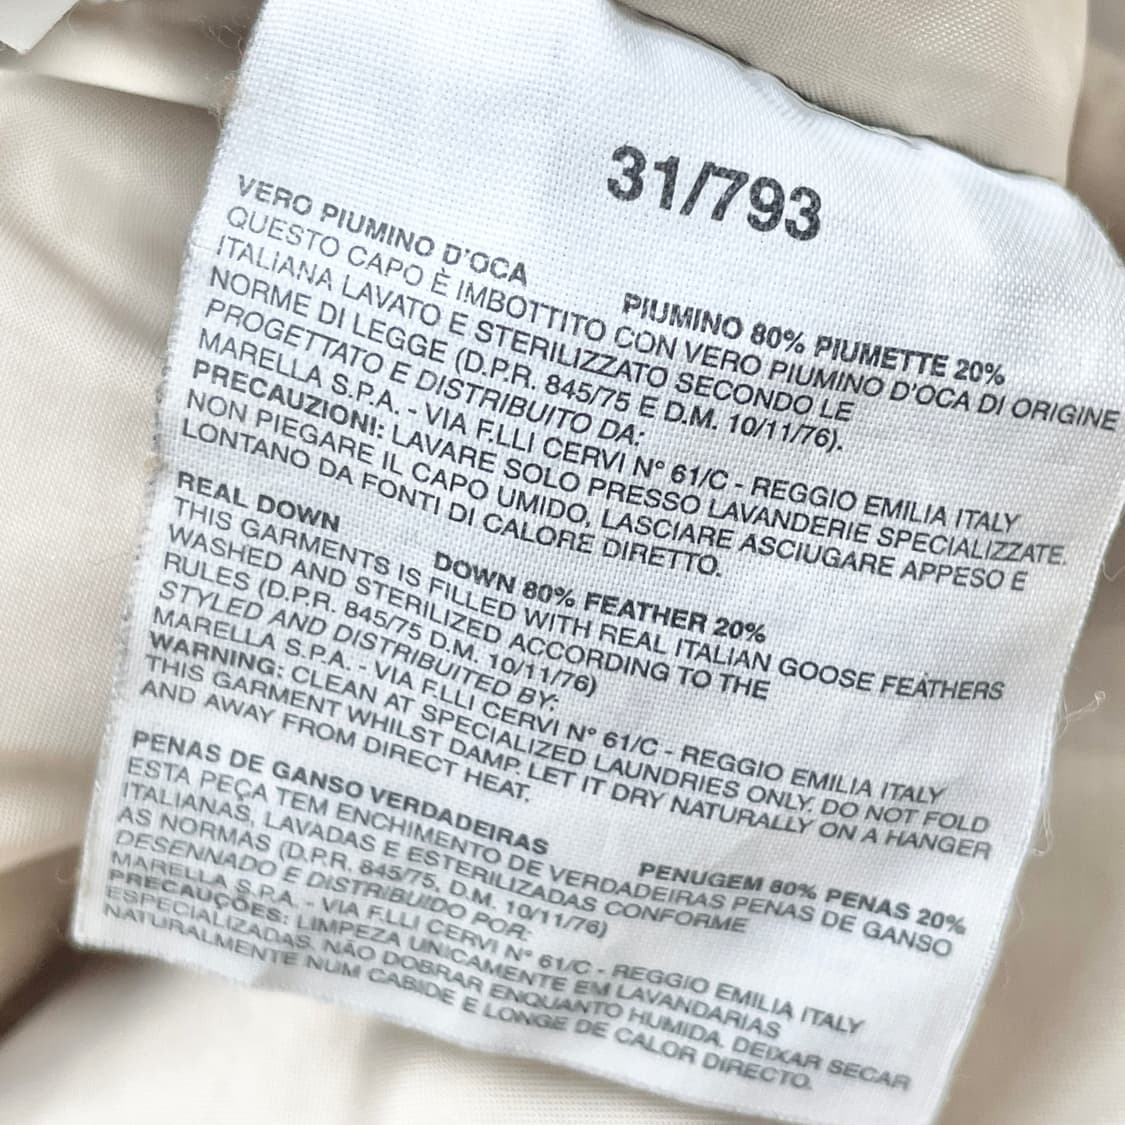 31/793
VERO PIUMINO D'OCA PIUMINO 80% PIUMETTE 20%
QUESTO CAPO È IMBOTTITO CON VERO PIUMINO D'OCA DI ORIGINE
ITALIANA LAVATO E STERILIZZATO SECONDO LE
NORME DI LEGGE (D.P.R. 845/75 E D.M. 10/11/76).
PROGETTATO E DISTRIBUITO DA:
MARELLA S.P.A. - VIA F.LLI CERVI N° 61/C - REGGIO EMILIA ITALY
PRECAUZIONI: LAVARE SOLO PRESSO LAVANDERIE SPECIALIZZATE.
NON PIEGARE IL CAPO UMIDO, LASCIARE ASCIUGARE APPESO E
LONTANO DA FONTI DI CALORE DIRETTO.
REAL DOWN DOWN 80% FEATHER 20%
THIS GARMENTS IS FILLED WITH REAL ITALIAN GOOSE FEATHERS
WASHED AND STERILIZED ACCORDING TO THE
RULES (D.P.R. 845/75 D.M. 10/11/76)
STYLED AND DISTRIBUITED BY:
MARELLA S.P.A. - VIA F.LLI CERVI N° 61/C - REGGIO EMILIA ITALY
WARNING: CLEAN AT SPECIALIZED LAUNDRIES ONLY. DO NOT FOLD
THIS GARMENT WHILST DAMP. LET IT DRY NATURALLY ON A HANGER
AND AWAY FROM DIRECT HEAT.
PENAS DE GANSO VERDADEIRAS PENUGEM 80% PENAS 20%
ESTA PEÇA TEM ENCHIMENTO DE VERDADEIRAS PENAS DE GANSO
ITALIANAS, LAVADAS E ESTERILIZADAS CONFORME
AS NORMAS (D.P.R. 845/75, D.M. 10/11/76)
DESENNADO E DISTRIBUIDO POR:
MARELLA S.P.A. - VIA F.LLI CERVI N° 61/C - REGGIO EMILIA ITALY
PRECAUÇÕES: LIMPEZA UNICAMENTE EM LAVANDARIAS
ESPECIALIZADAS. NÃO DOBRAR ENQUANTO HUMIDA. DEIXAR SECAR
NATURALMENTE NUM CABIDE E LONGE DE CALOR DIRECTO.